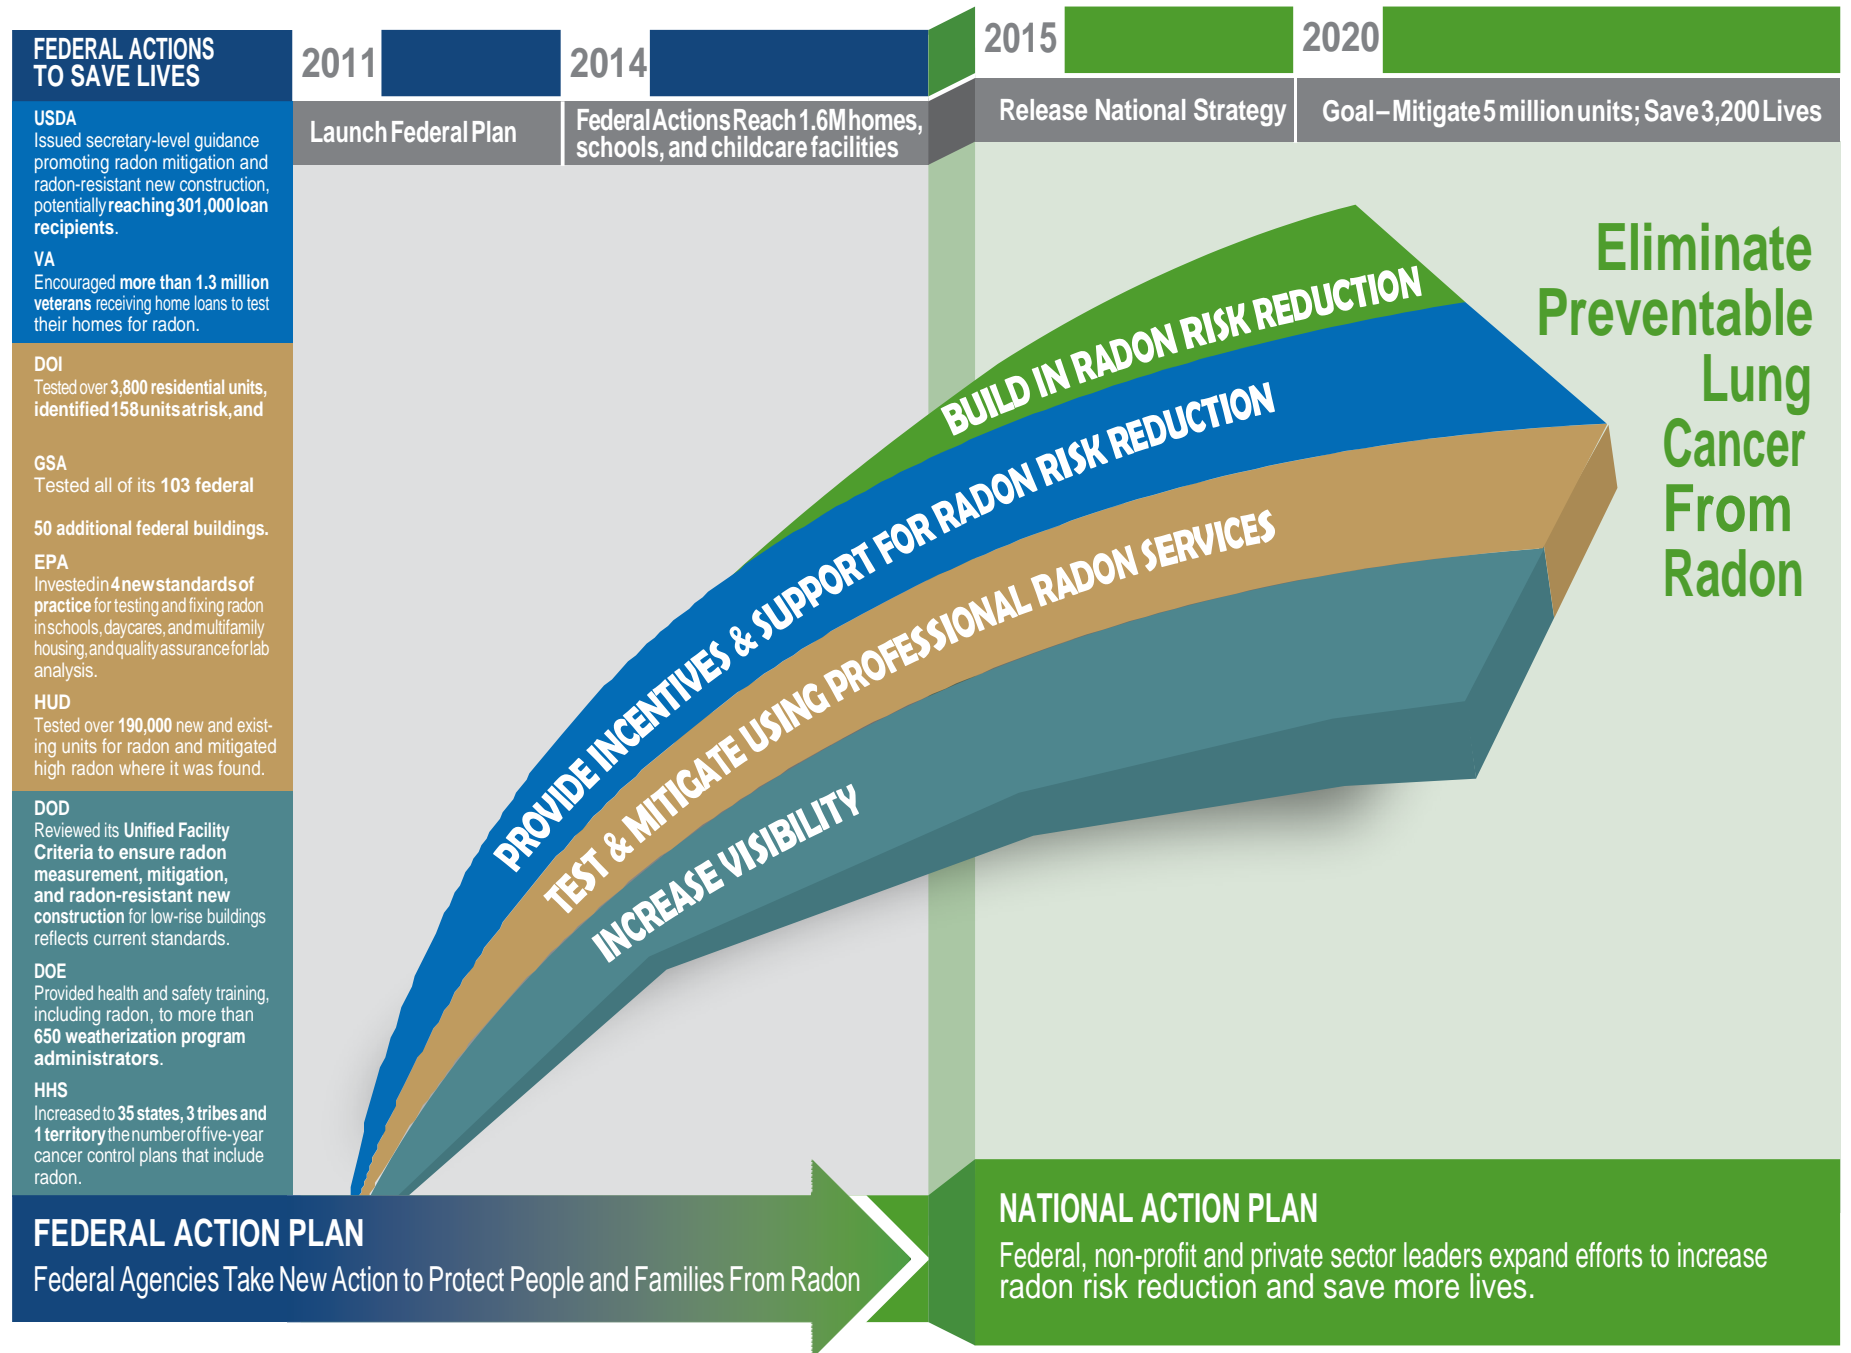 FEDERAL ACTIONS
TO SAVE LIVES
USDA
Issued secretary-level guidance
promoting radon mitigation and
radon-resistant new construction,
potentially reaching 301,000 loan
recipients.
VA
Encouraged more than 1.3 million
veterans receiving home loans to test
their homes for radon.
DOI
Tested over 3,800 residential units,
identified 158 units at risk, and
GSA
Tested all of its 103 federal
50 additional federal buildings.
EPA
Invested in 4 new standards of
practice for testing and fixing radon
in schools, daycares, and multifamily
housing, and quality assurance for lab
analysis.
HUD
Tested over 190,000 new and exist-
ing units for radon and mitigated
high radon where it was found.
DOD
Reviewed its Unified Facility
Criteria to ensure radon
measurement, mitigation,
and radon-resistant new
construction for low-rise buildings
reflects current standards.
DOE
Provided health and safety training,
including radon, to more than
650 weatherization program
administrators.
HHS
Increased to 35 states, 3 tribes and
1 territory the number of five-year
cancer control plans that include
radon.
2011
Launch Federal Plan
2014
Federal Actions Reach 1.6M homes,
schools, and childcare facilities
2015
Release National Strategy
2020
Goal – Mitigate 5 million units; Save 3,200 Lives
BUILD IN RADON RISK REDUCTION
PROVIDE INCENTIVES & SUPPORT FOR RADON RISK REDUCTION
TEST & MITIGATE USING PROFESSIONAL RADON SERVICES
INCREASE VISIBILITY
Eliminate
Preventable
Lung
Cancer
From
Radon
FEDERAL ACTION PLAN
Federal Agencies Take New Action to Protect People and Families From Radon
NATIONAL ACTION PLAN
Federal, non-profit and private sector leaders expand efforts to increase
radon risk reduction and save more lives.